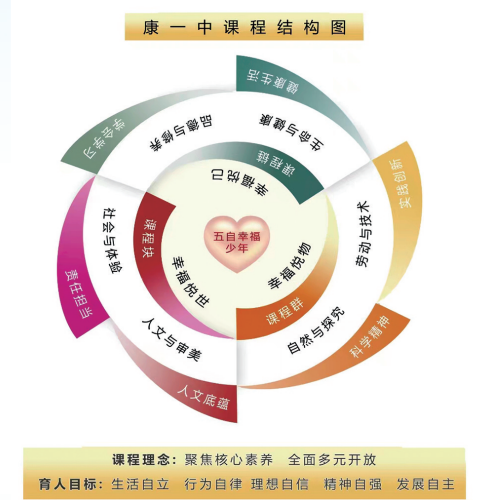 康一中课程结构图
健康生活
学会学习
品德与修养
生命与健康
课程链
幸福悦己
实践创新
劳动与技术
社会与体验
课程块
五自幸福
少年
幸福悦物
幸福悦世
课程群
责任担当
人文与审美
自然与探究
科学精神
人文底蕴
课程理念：聚焦核心素养 全面多元开放
育人目标：生活自立 行为自律 理想自信 精神自强 发展自主